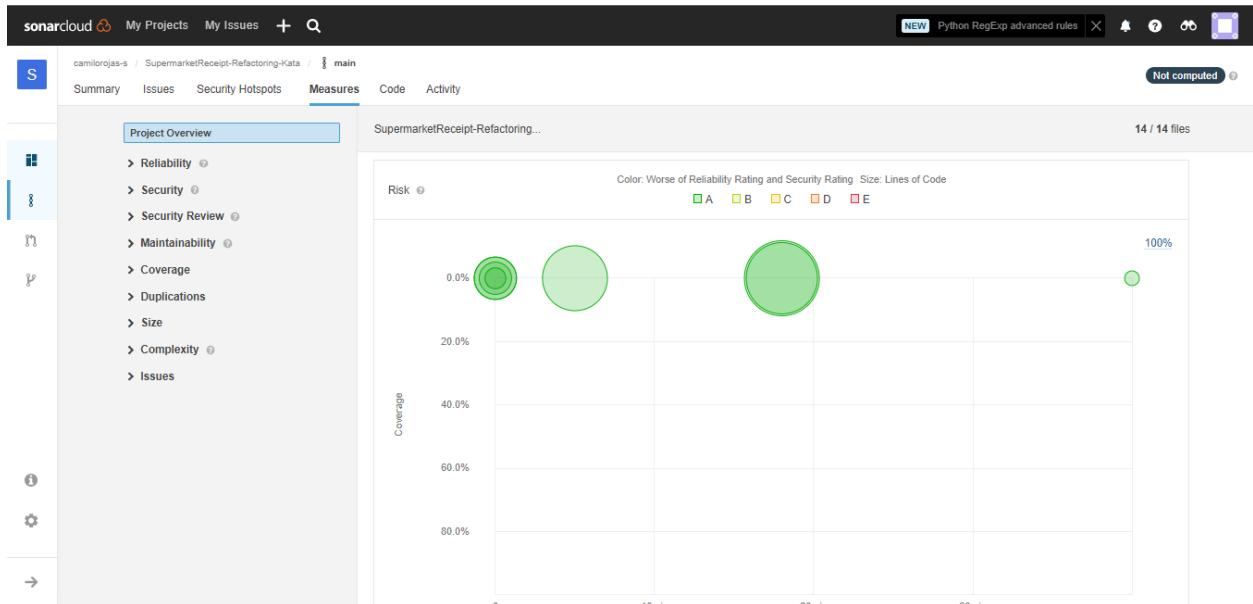 sonarcloud My Projects My Issues NEW Python RegExp advanced rules
S
camilorojas-s / SupermarketReceipt-Refactoring-Kata / main
Not computed
Summary Issues Security Hotspots Measures Code Activity
Project Overview
SupermarketReceipt-Refactoring...
14 / 14 files
Reliability
Security
Security Review
Maintainability
Coverage
Duplications
Size
Complexity
Issues
Risk
Color: Worse of Reliability Rating and Security Rating Size: Lines of Code
A B C D E
100%
0.0%
20.0%
40.0%
Coverage
60.0%
80.0%